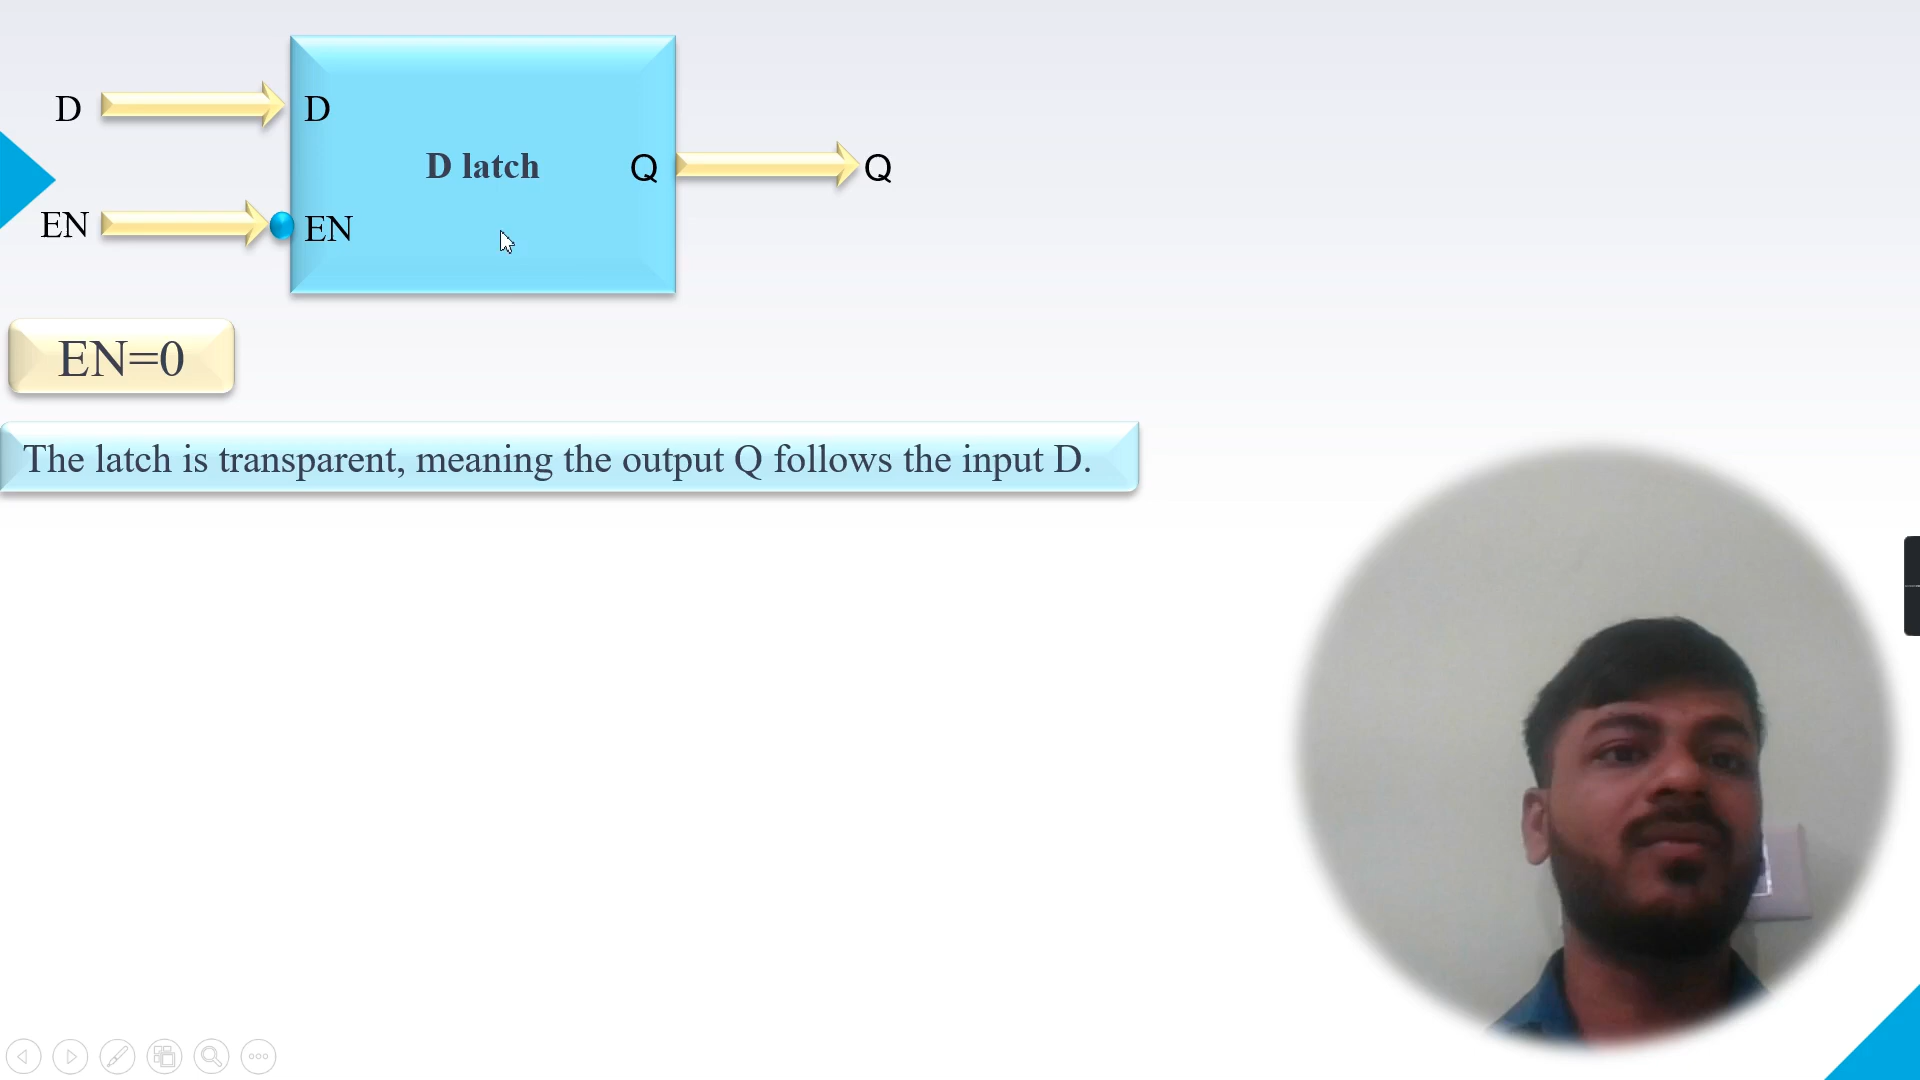 D
D
D latch
Q
Q
EN
EN
EN=0
The latch is transparent, meaning the output Q follows the input D.